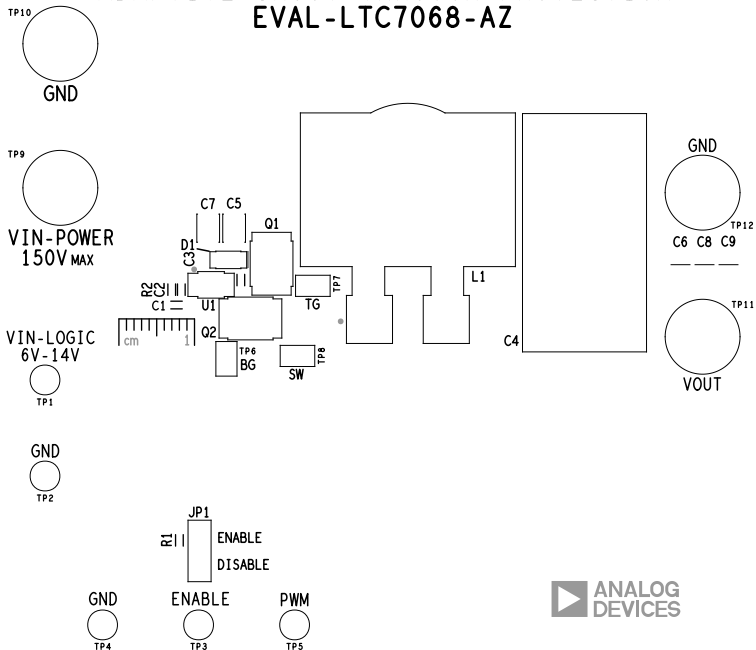 EVAL-LTC7068-AZ
TP10
GND
TP9
VIN-POWER
150V MAX
C7
C5
Q1
D1
C3
R2
C2
C1
U1
Q2
TP7
TG
TP6
BG
TP8
SW
L1
C4
GND
TP12
C6 C8 C9
TP11
VOUT
cm 1
VIN-LOGIC
6V-14V
TP1
GND
TP2
JP1
R1
ENABLE
DISABLE
GND
TP4
ENABLE
TP3
PWM
TP5
ANALOG
DEVICES